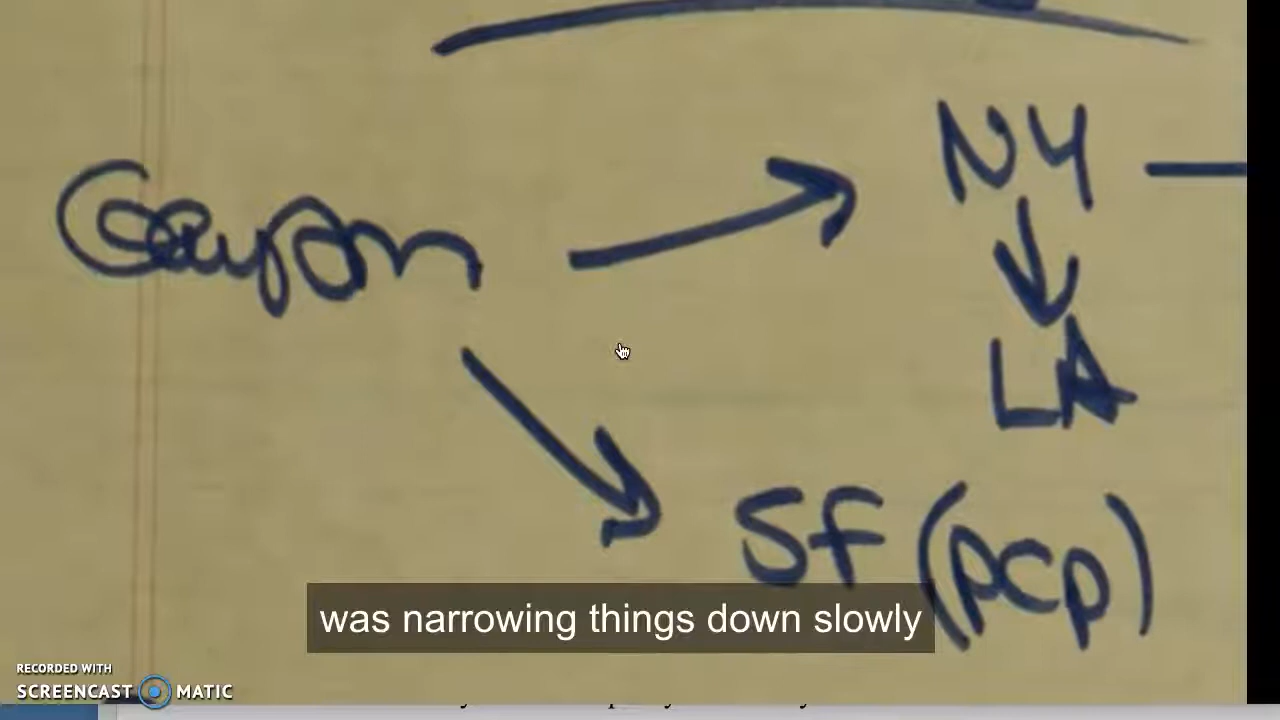 NY
LA
SF (PCP)
was narrowing things down slowly
RECORDED WITH
SCREENCAST MATIC